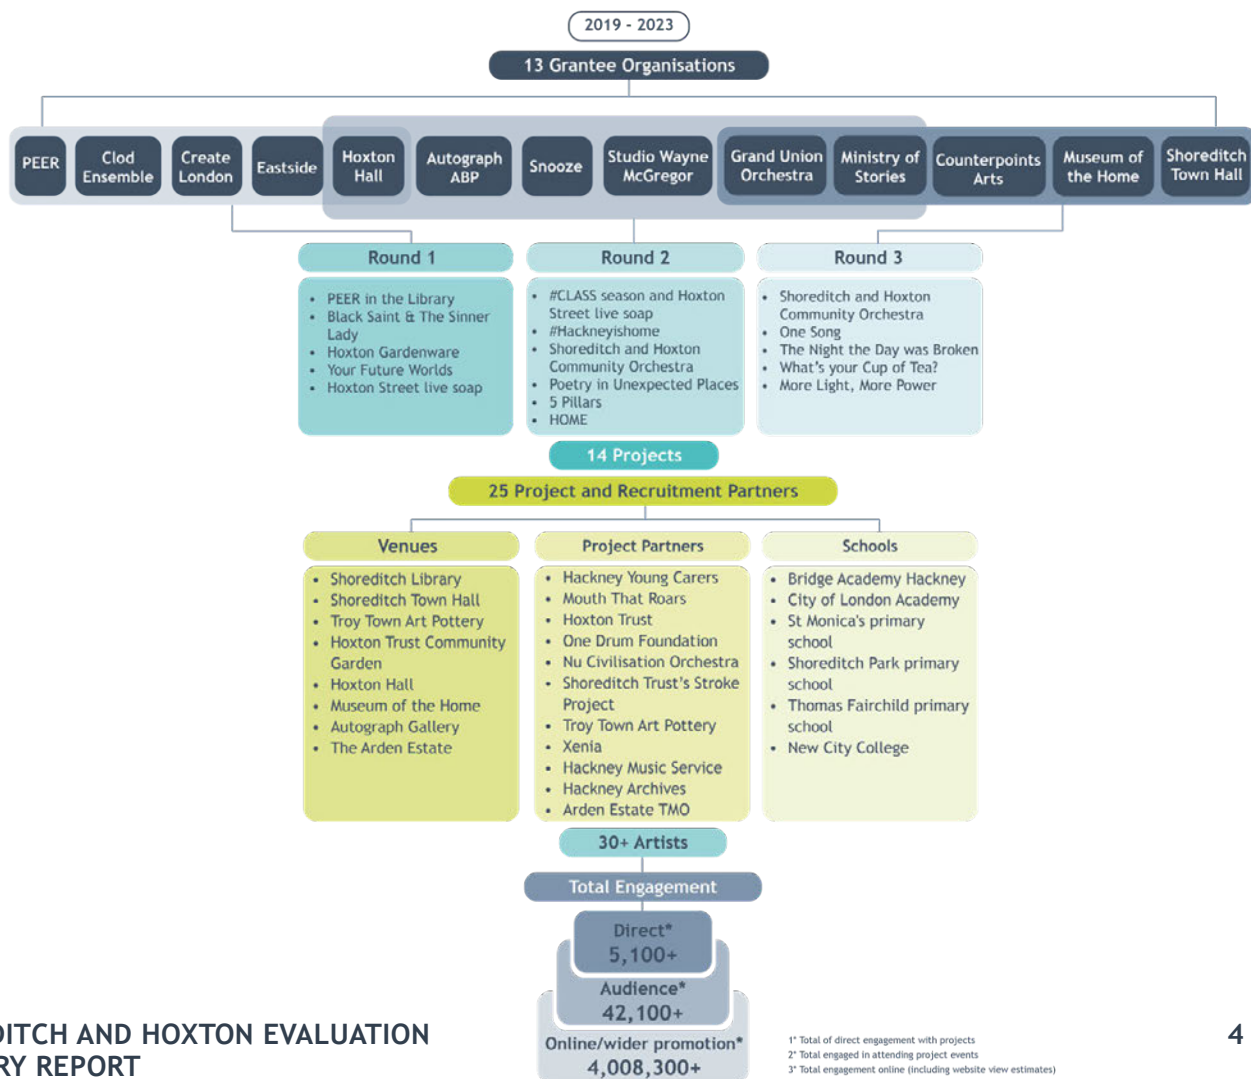 2019 - 2023
13 Grantee Organisations
PEER
Clod
Ensemble
Create
London
Eastside
Hoxton
Hall
Autograph
ABP
Snooze
Studio Wayne
McGregor
Grand Union
Orchestra
Ministry of
Stories
Counterpoints
Arts
Museum of
the Home
Shoreditch
Town Hall
Round 1
• PEER in the Library
• Black Saint & The Sinner
Lady
• Hoxton Gardenware
• Your Future Worlds
• Hoxton Street live soap
Round 2
• #CLASS season and Hoxton
Street live soap
• #Hackneyishome
• Shoreditch and Hoxton
Community Orchestra
• Poetry in Unexpected Places
• 5 Pillars
• HOME
Round 3
• Shoreditch and Hoxton
Community Orchestra
• One Song
• The Night the Day was Broken
• What's your Cup of Tea?
• More Light, More Power
14 Projects
25 Project and Recruitment Partners
Venues
• Shoreditch Library
• Shoreditch Town Hall
• Troy Town Art Pottery
• Hoxton Trust Community
Garden
• Hoxton Hall
• Museum of the Home
• Autograph Gallery
• The Arden Estate
Project Partners
• Hackney Young Carers
• Mouth That Roars
• Hoxton Trust
• One Drum Foundation
• Nu Civilisation Orchestra
• Shoreditch Trust's Stroke
Project
• Troy Town Art Pottery
• Xenia
• Hackney Music Service
• Hackney Archives
• Arden Estate TMO
Schools
• Bridge Academy Hackney
• City of London Academy
• St Monica's primary
school
• Shoreditch Park primary
school
• Thomas Fairchild primary
school
• New City College
30+ Artists
Total Engagement
Direct*
5,100+
Audience*
42,100+
Online/wider promotion*
4,008,300+
DITCH AND HOXTON EVALUATION
RY REPORT
1* Total of direct engagement with projects
2* Total engaged in attending project events
3* Total engagement online (including website view estimates)
4